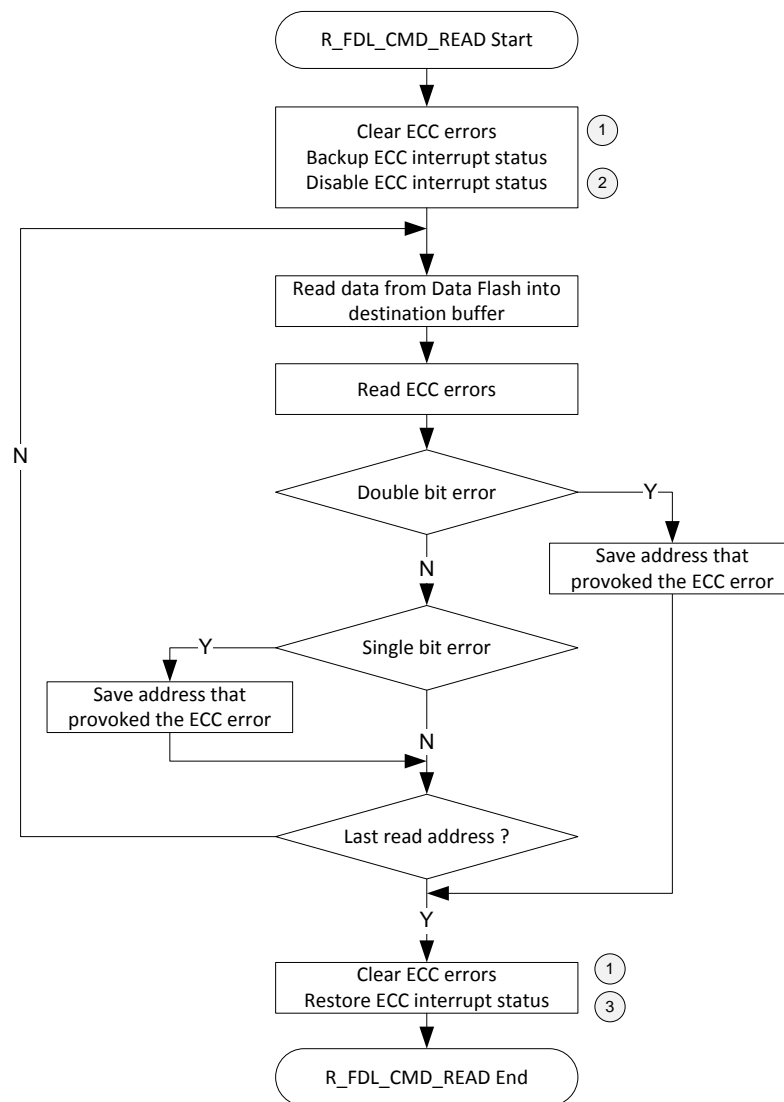 R_FDL_CMD_READ Start
Clear ECC errors
1
Backup ECC interrupt status
Disable ECC interrupt status
2
Read data from Data Flash into
destination buffer
Read ECC errors
N
Double bit error
Y
Save address that
provoked the ECC error
N
Single bit error
Y
Save address that
provoked the ECC error
N
Last read address ?
Y
Clear ECC errors
1
Restore ECC interrupt status
3
R_FDL_CMD_READ End